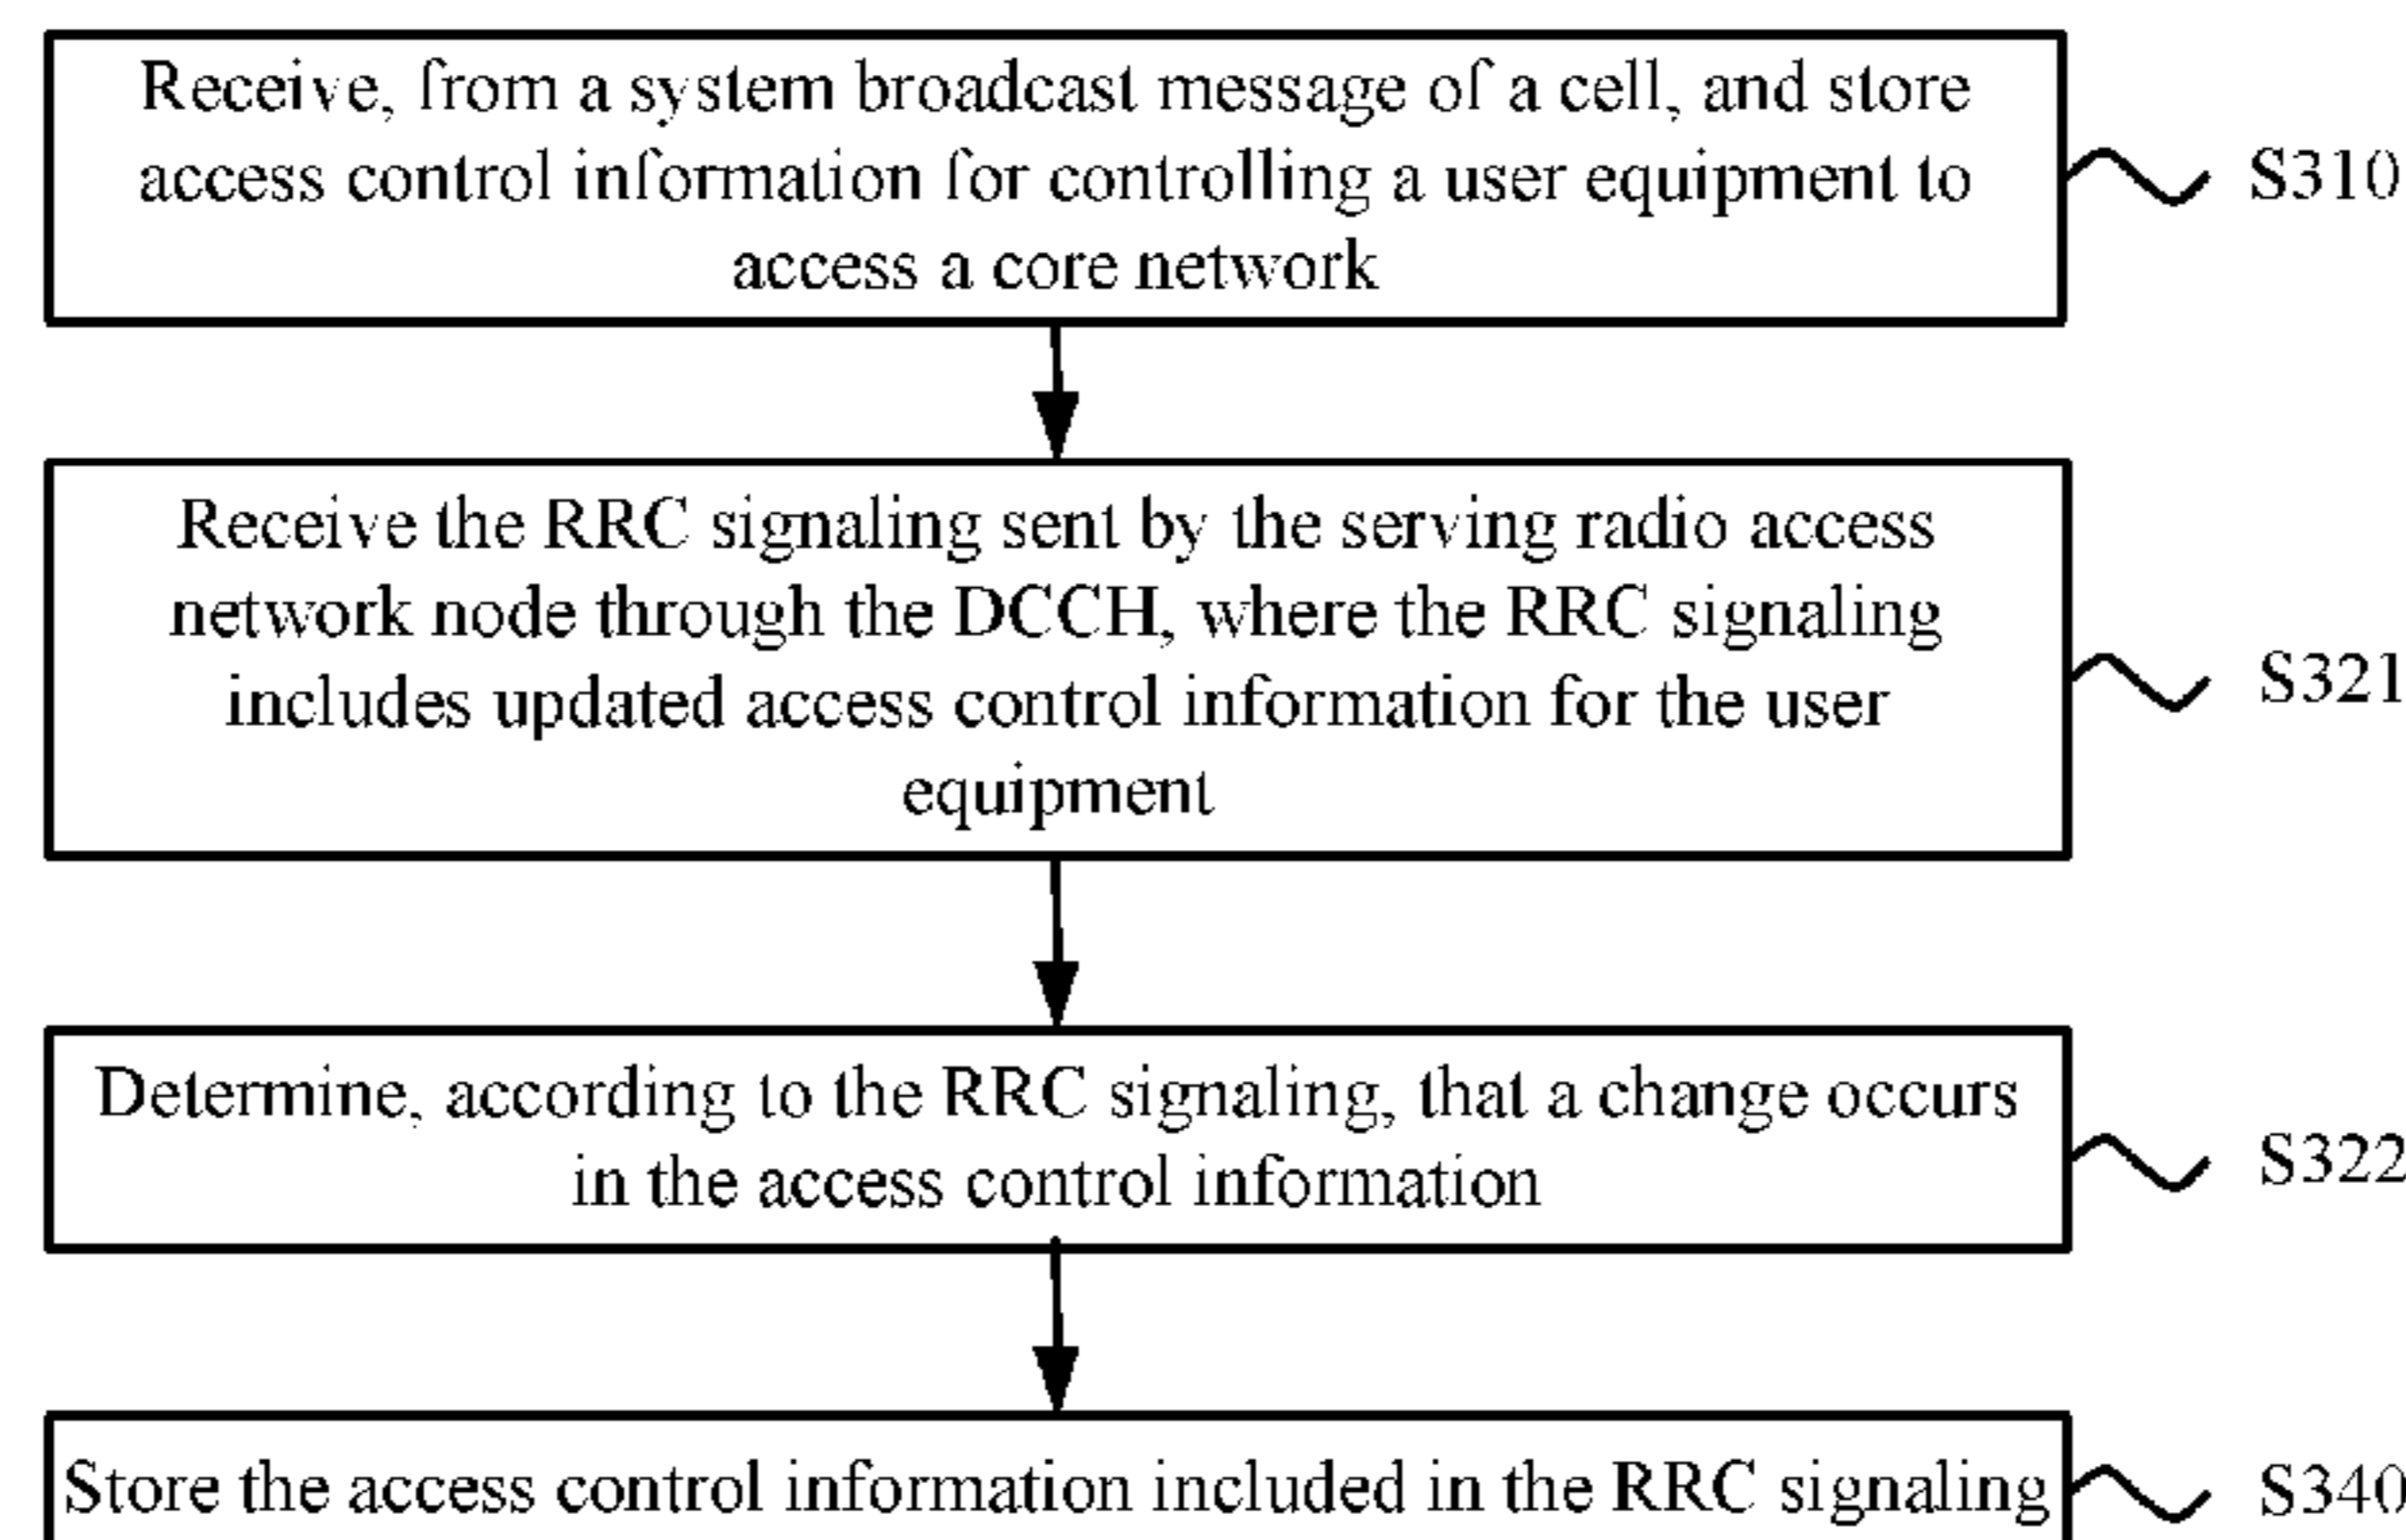 Receive, from a system broadcast message of a cell, and store
access control information for controlling a user equipment to
access a core network
S310
Receive the RRC signaling sent by the serving radio access
network node through the DCCH, where the RRC signaling
includes updated access control information for the user
equipment
S321
Determine, according to the RRC signaling, that a change occurs
in the access control information
S322
Store the access control information included in the RRC signaling
S340